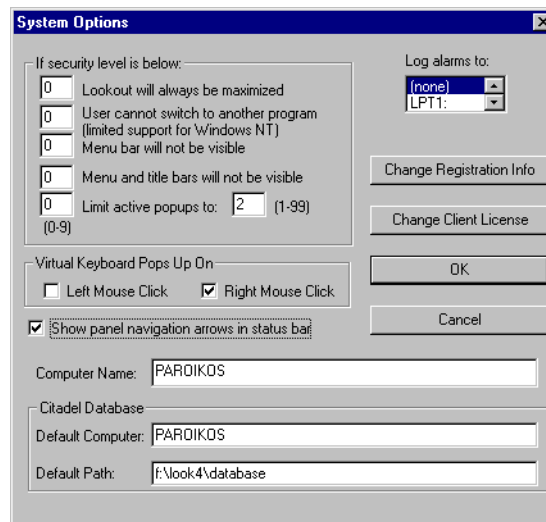 System Options
If security level is below:
0 Lookout will always be maximized
0 User cannot switch to another program
(limited support for Windows NT)
0 Menu bar will not be visible
0 Menu and title bars will not be visible
0 Limit active popups to: 2 (1-99)
(0-9)
Log alarms to:
(none)
LPT1:
Change Registration Info
Change Client License
OK
Cancel
Virtual Keyboard Pops Up On
Left Mouse Click Right Mouse Click
Show panel navigation arrows in status bar
Computer Name: PAROIKOS
Citadel Database
Default Computer: PAROIKOS
Default Path: f:\look4\database